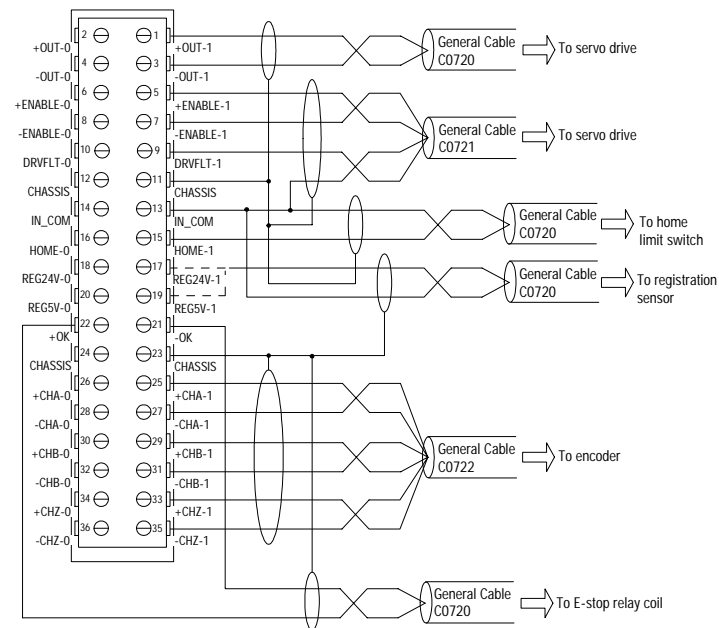 2 1
+OUT-0 +OUT-1
4 3
-OUT-0 -OUT-1
6 5
+ENABLE-0 +ENABLE-1
8 7
-ENABLE-0 -ENABLE-1
10 9
DRVFLT-0 DRVFLT-1
12 11
CHASSIS CHASSIS
14 13
IN_COM IN_COM
16 15
HOME-0 HOME-1
18 17
REG24V-0 REG24V-1
20 19
REG5V-0 REG5V-1
22 21
+OK -OK
24 23
CHASSIS CHASSIS
26 25
+CHA-0 +CHA-1
28 27
-CHA-0 -CHA-1
30 29
+CHB-0 +CHB-1
32 31
-CHB-0 -CHB-1
34 33
+CHZ-0 +CHZ-1
36 35
-CHZ-0 -CHZ-1
General Cable
C0720
To servo drive
General Cable
C0721
To servo drive
General Cable
C0720
To home
limit switch
General Cable
C0720
To registration
sensor
General Cable
C0722
To encoder
General Cable
C0720
To E-stop relay coil